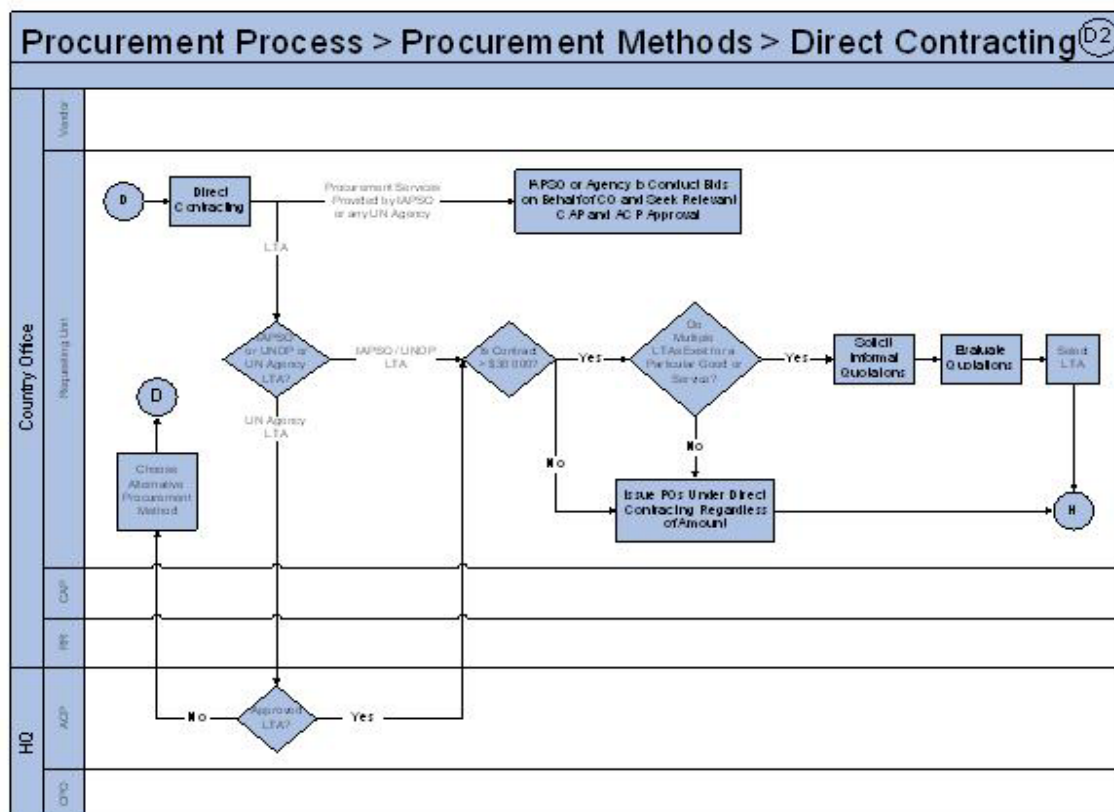 Procurement Process > Procurement Methods > Direct Contracting
D2
Country Office
HQ
Vendor
Requesting Unit
CAP
RR
ACP
CPO
D
Direct
Contracting
Procurement Services
Provided by IAPSO
or any UN Agency
IAPSO or Agency to Conduct Bids
on Behalf of CO and Seek Relevant
CAP and ACP Approval
LTA
IAPSO
or UNDP or
UN Agency
LTA?
IAPSO / UNDP
LTA
Is Contract
> $30,000?
Yes
Do
Multiple
LTAs Exist for a
Particular Good or
Service?
Yes
Solicit
Informal
Quotations
Evaluate
Quotations
Select
LTA
D
UN Agency
LTA
Choose
Alternative
Procurement
Method
No
No
Issue POs Under Direct
Contracting Regardless
of Amount
H
No
Approved
LTA?
Yes